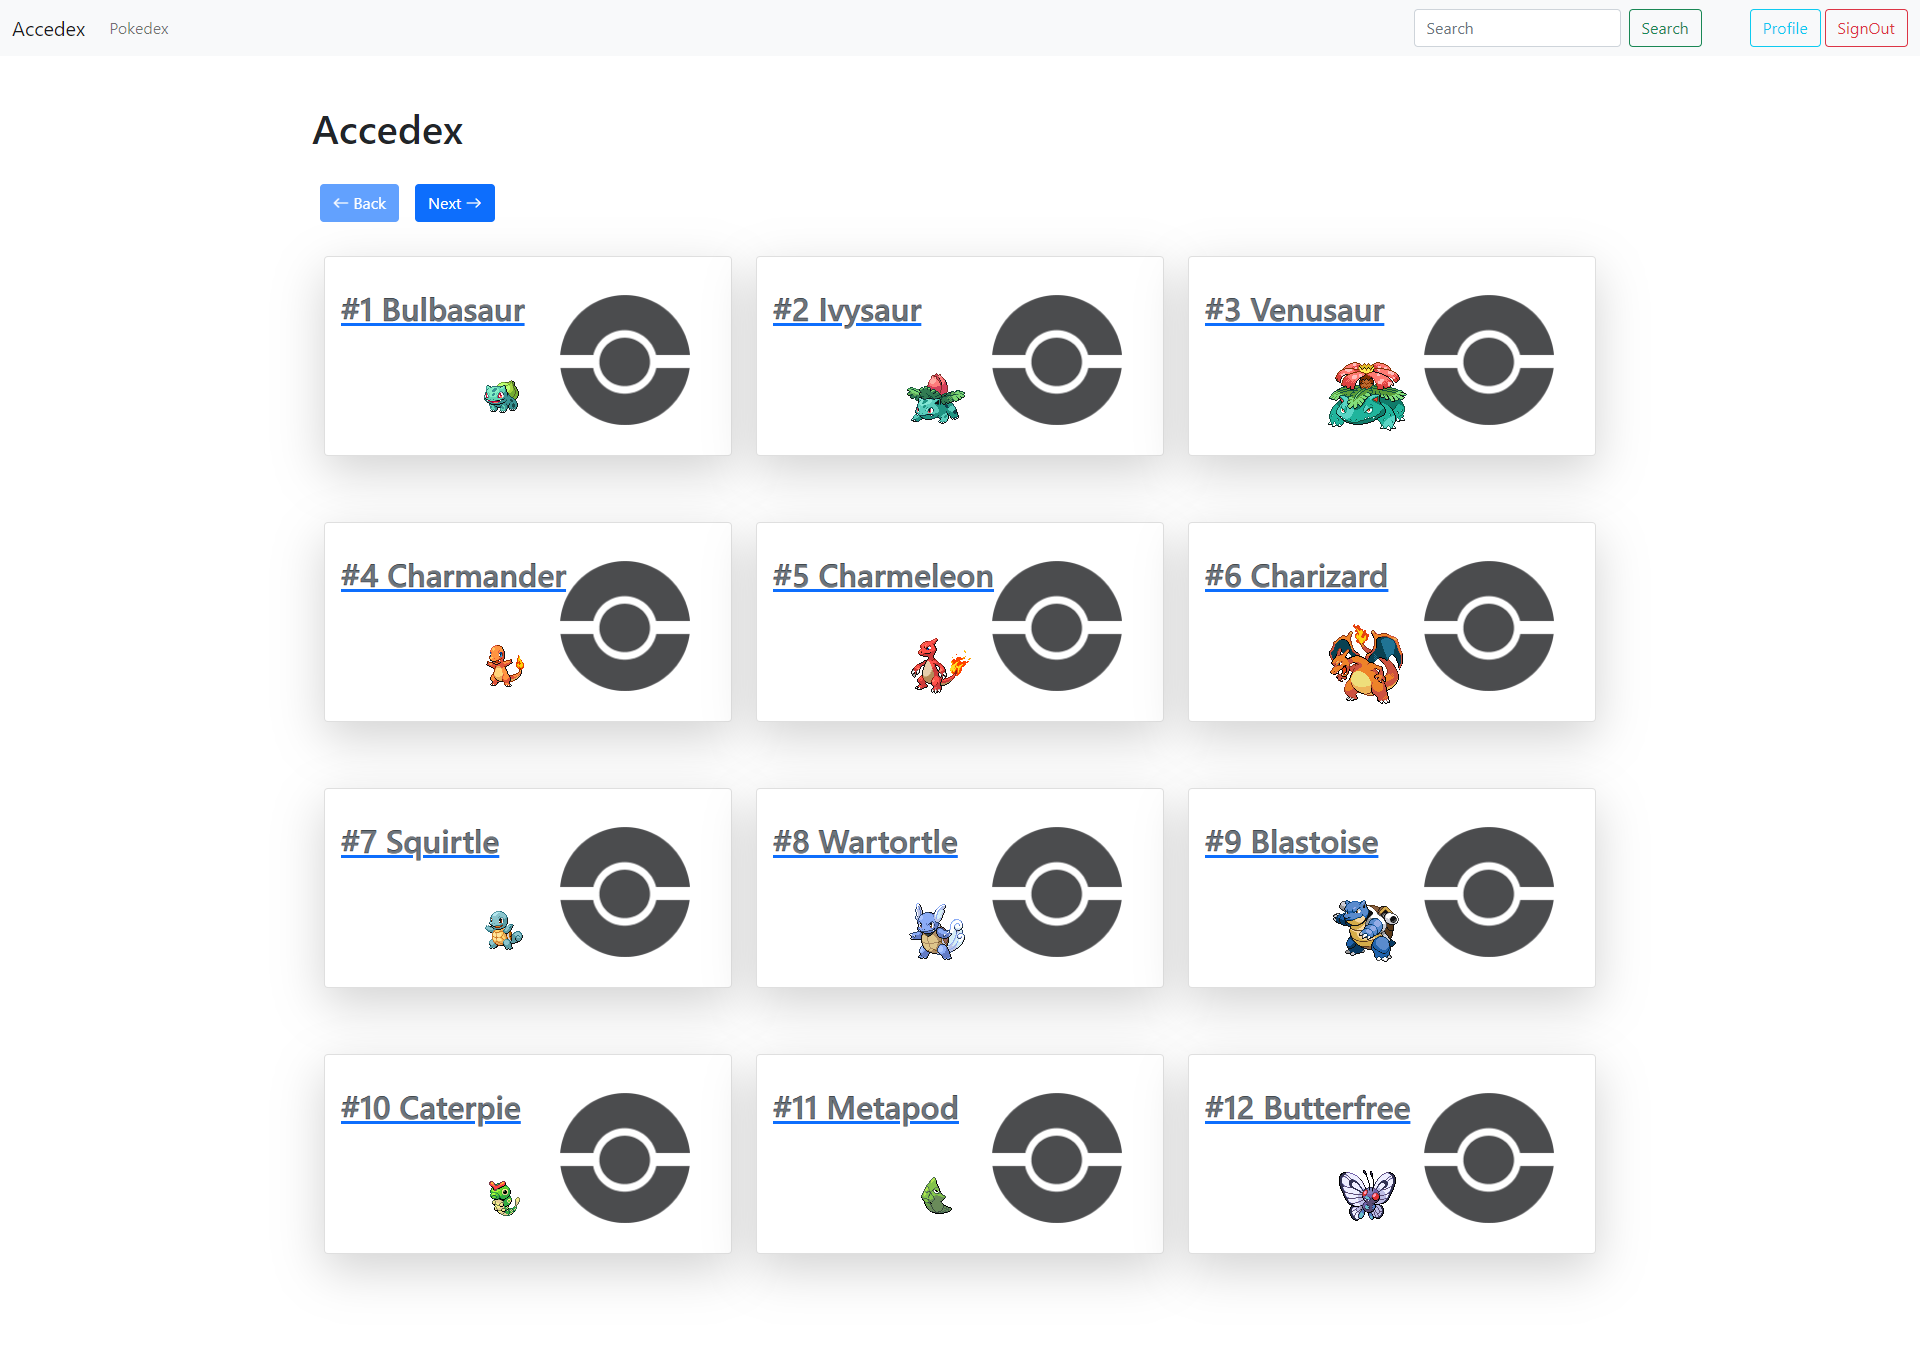 Accedex Pokedex Search Search Profile SignOut
Accedex
← Back Next →
#1 Bulbasaur #2 Ivysaur #3 Venusaur
#4 Charmander #5 Charmeleon #6 Charizard
#7 Squirtle #8 Wartortle #9 Blastoise
#10 Caterpie #11 Metapod #12 Butterfree